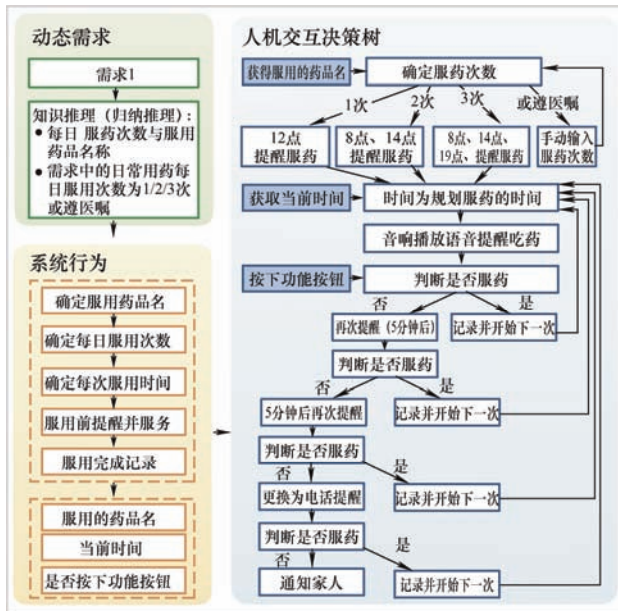 动态需求
需求1
知识推理（归纳推理）：
● 每日 服药次数与服用
药品名称
● 需求中的日常用药每
日服用次数为1/2/3次
或遵医嘱
系统行为
确定服用药品名
确定每日服用次数
确定每次服用时间
服用前提醒并服务
服用完成记录
服用的药品名
当前时间
是否按下功能按钮
人机交互决策树
获得服用的药品名
确定服药次数
1次
2次
3次
或遵医嘱
12点
提醒服药
8点、14点
提醒服药
8点、14点、
19点、提醒服药
手动输入
服药次数
获取当前时间
时间为规划服药的时间
音响播放语音提醒吃药
按下功能按钮
判断是否服药
否
是
再次提醒（5分钟后）
记录并开始下一次
判断是否服药
否
是
5分钟后再次提醒
记录并开始下一次
判断是否服药
否
是
更换为电话提醒
记录并开始下一次
判断是否服药
否
是
通知家人
记录并开始下一次